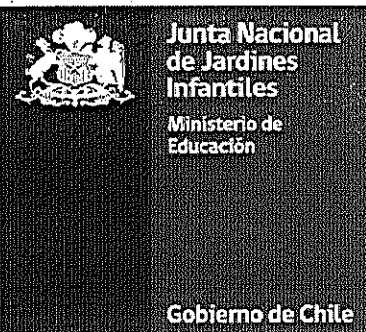 Junta Nacional
de Jardines
Infantiles
Ministerio de
Educación
Gobierno de Chile